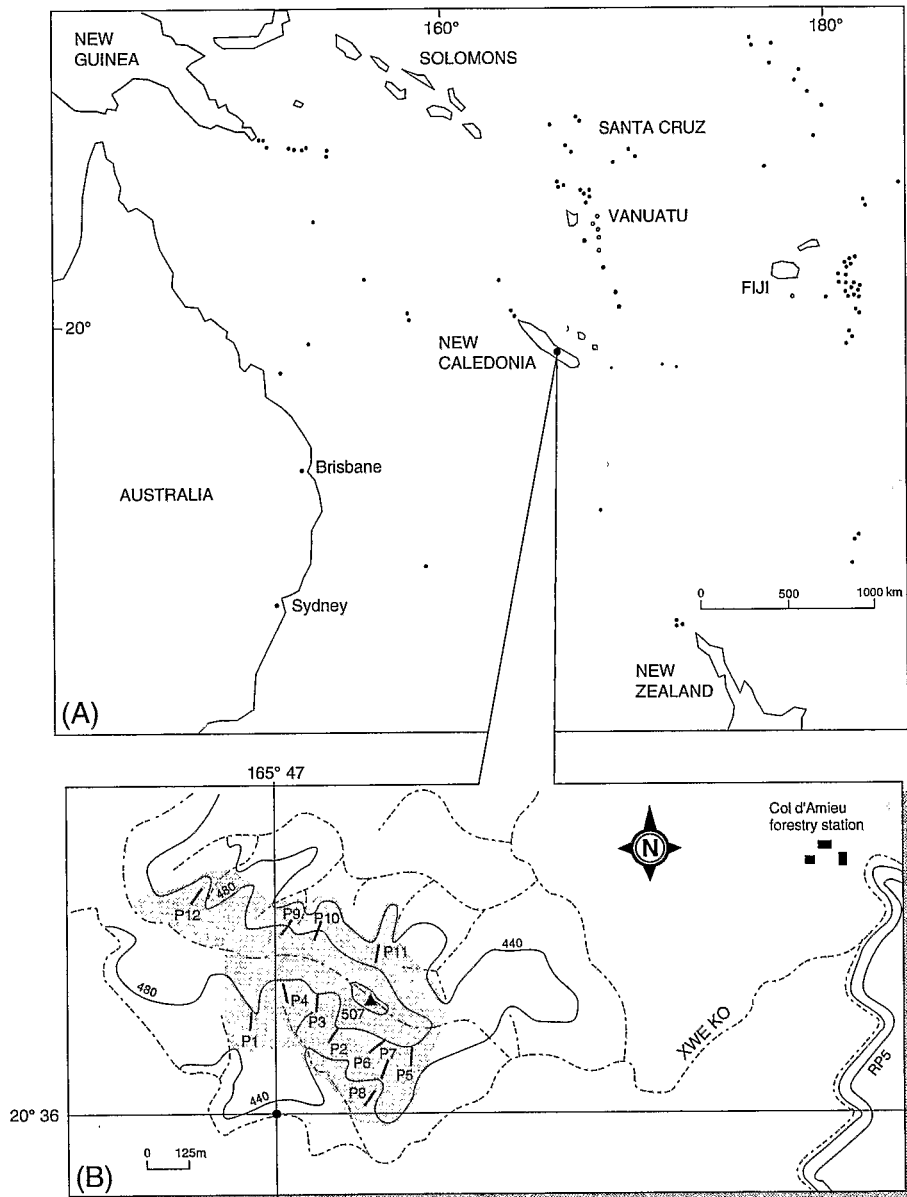 160°
180°
NEW
GUINEA
SOLOMONS
SANTA CRUZ
VANUATU
FIJI
20°
NEW
CALEDONIA
Brisbane
AUSTRALIA
0 500 1000 km
Sydney
NEW
ZEALAND
(A)
165° 47
Col d'Amieu
forestry station
N
480
P12
P9
P10
P11
440
480
P4
P3
507
P1
P2
P7
P6
P5
P8
XWE KO
RP5
440
20° 36
0 125m
(B)